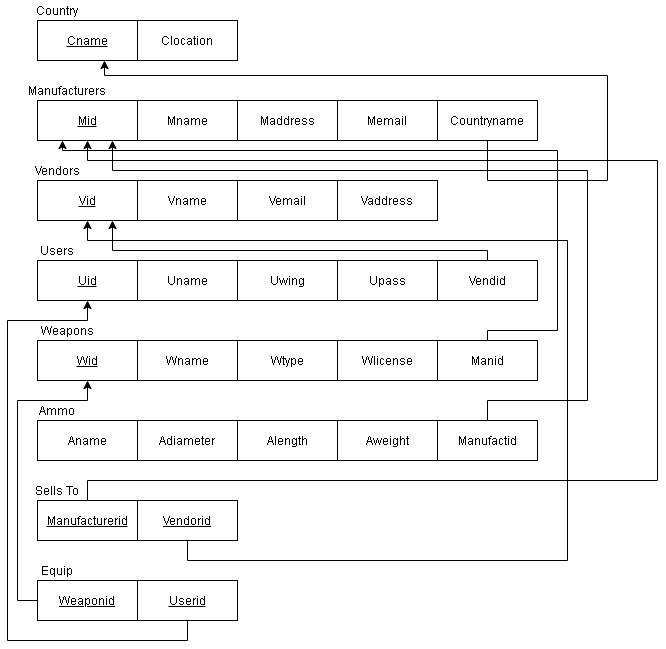 Country
Cname Clocation
Manufacturers
Mid Mname Maddress Memail Countryname
Vendors
Vid Vname Vemail Vaddress
Users
Uid Uname Uwing Upass Vendid
Weapons
Wid Wname Wtype Wlicense Manid
Ammo
Aname Adiameter Alength Aweight Manufactid
Sells To
Manufacturerid Vendorid
Equip
Weaponid Userid